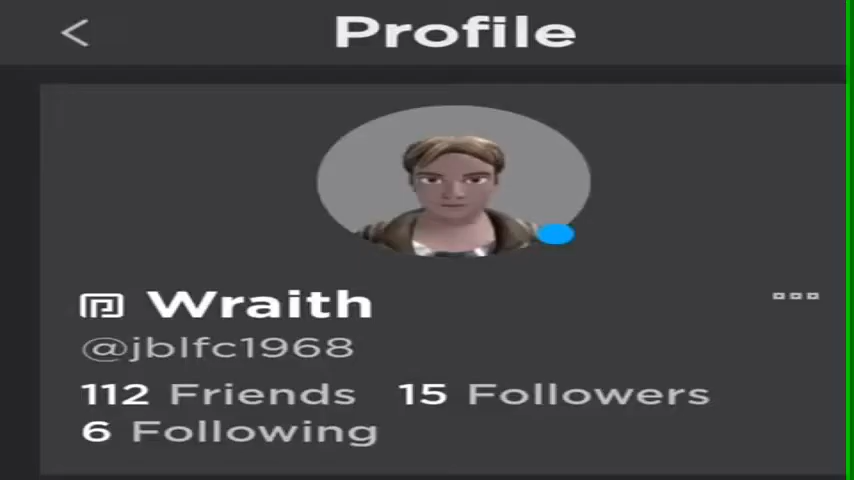 Profile
Wraith
@jblfc1968
112 Friends 15 Followers
6 Following